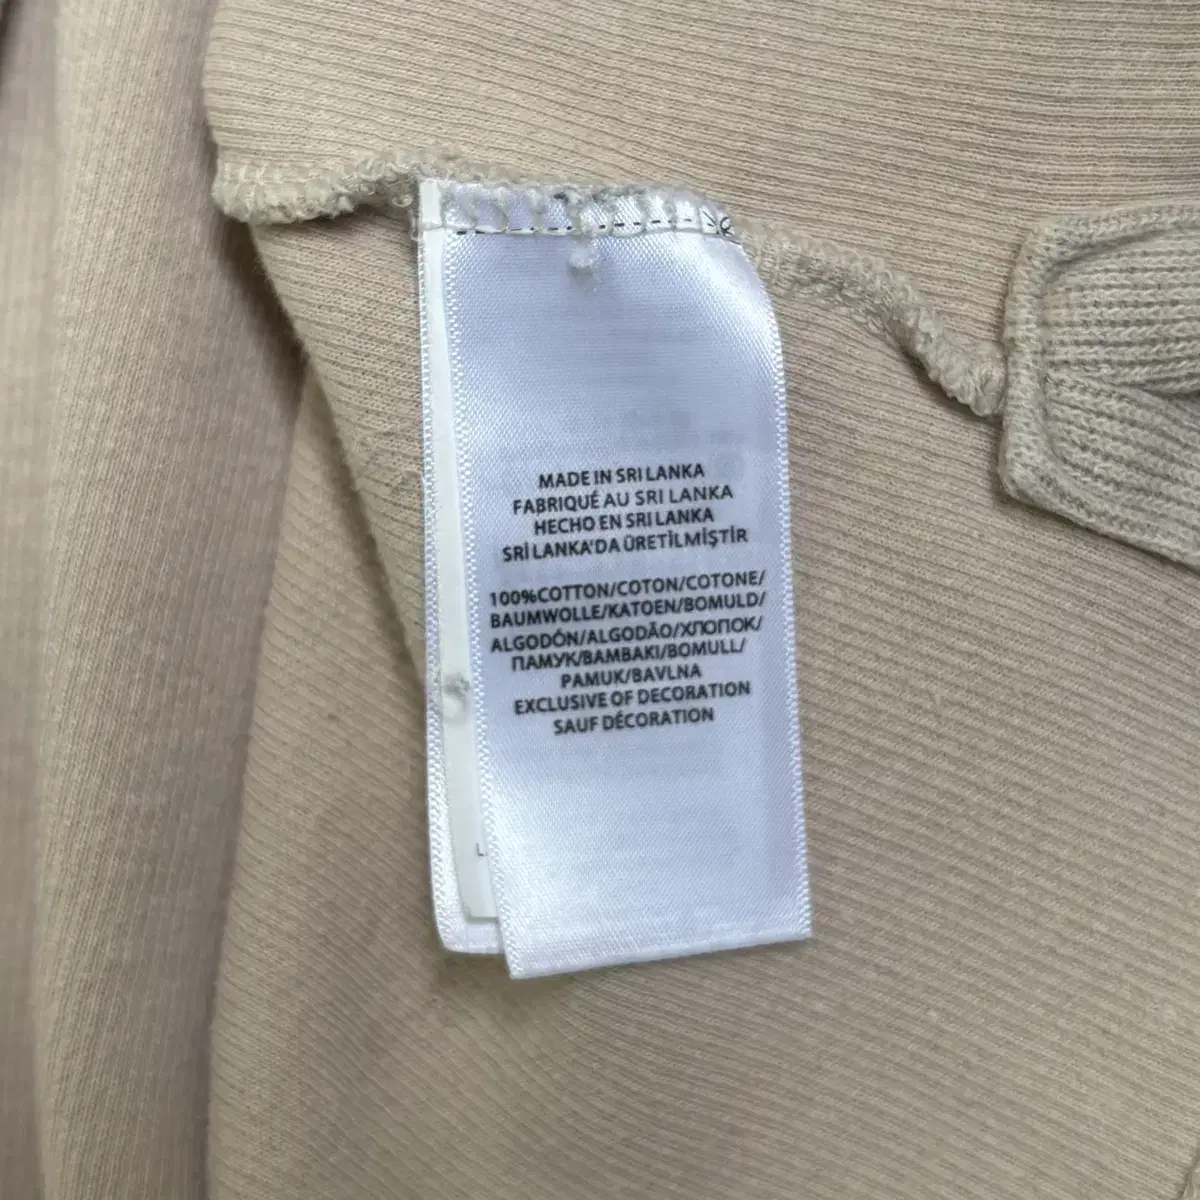 MADE IN SRI LANKA
FABRIQUÉ AU SRI LANKA
HECHO EN SRI LANKA
SRİ LANKA'DA ÜRETİLMİŞTİR
100%COTTON/COTON/COTONE/
BAUMWOLLE/KATOEN/BOMULD/
ALGODÓN/ALGODÃO/ХЛОПОК/
ПАМУК/BAMBAKI/BOMULL/
PAMUK/BAVLNA
EXCLUSIVE OF DECORATION
SAUF DÉCORATION